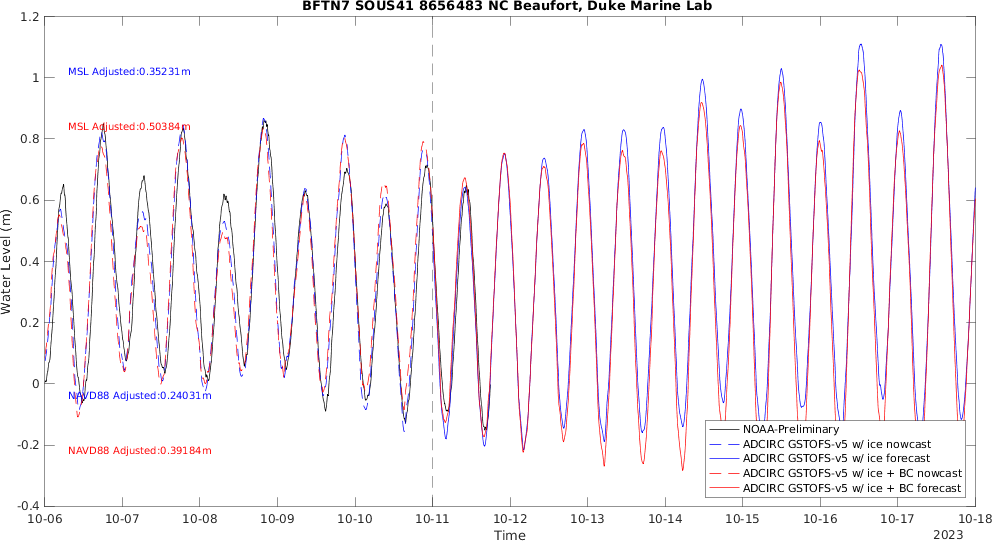 BFTN7 SOUS41 8656483 NC Beaufort, Duke Marine Lab
1.2
1
0.8
0.6
0.4
0.2
0
-0.2
-0.4
Water Level (m)
MSL Adjusted:0.35231m
MSL Adjusted:0.50384m
NAVD88 Adjusted:0.24031m
NAVD88 Adjusted:0.39184m
NOAA-Preliminary
ADCIRC GSTOFS-v5 w/ ice nowcast
ADCIRC GSTOFS-v5 w/ ice forecast
ADCIRC GSTOFS-v5 w/ ice + BC nowcast
ADCIRC GSTOFS-v5 w/ ice + BC forecast
10-06 10-07 10-08 10-09 10-10 10-11 10-12 10-13 10-14 10-15 10-16 10-17 10-18
Time
2023